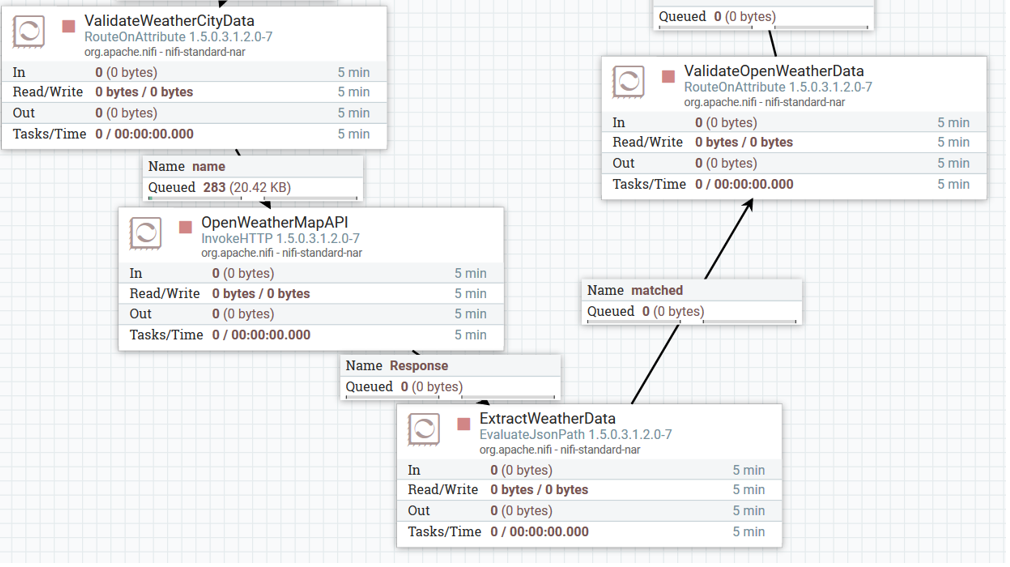 ValidateWeatherCityData
RouteOnAttribute 1.5.0.3.1.2.0-7
org.apache.nifi - nifi-standard-nar
In 0 (0 bytes) 5 min
Read/Write 0 bytes / 0 bytes 5 min
Out 0 (0 bytes) 5 min
Tasks/Time 0 / 00:00:00.000 5 min
Name name
Queued 283 (20.42 KB)
OpenWeatherMapAPI
InvokeHTTP 1.5.0.3.1.2.0-7
org.apache.nifi - nifi-standard-nar
In 0 (0 bytes) 5 min
Read/Write 0 bytes / 0 bytes 5 min
Out 0 (0 bytes) 5 min
Tasks/Time 0 / 00:00:00.000 5 min
Name Response
Queued 0 (0 bytes)
ExtractWeatherData
EvaluateJsonPath 1.5.0.3.1.2.0-7
org.apache.nifi - nifi-standard-nar
In 0 (0 bytes) 5 min
Read/Write 0 bytes / 0 bytes 5 min
Out 0 (0 bytes) 5 min
Tasks/Time 0 / 00:00:00.000 5 min
Name matched
Queued 0 (0 bytes)
ValidateOpenWeatherData
RouteOnAttribute 1.5.0.3.1.2.0-7
org.apache.nifi - nifi-standard-nar
In 0 (0 bytes) 5 min
Read/Write 0 bytes / 0 bytes 5 min
Out 0 (0 bytes) 5 min
Tasks/Time 0 / 00:00:00.000 5 min
Queued 0 (0 bytes)